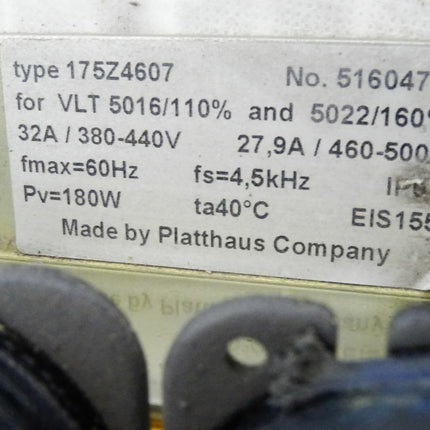 type 175Z4607 No. 516047
for VLT 5016/110% and 5022/160
32A / 380-440V 27,9A / 460-500
fmax=60Hz fs=4,5kHz
Pv=180W ta40°C EIS155
Made by Platthaus Company